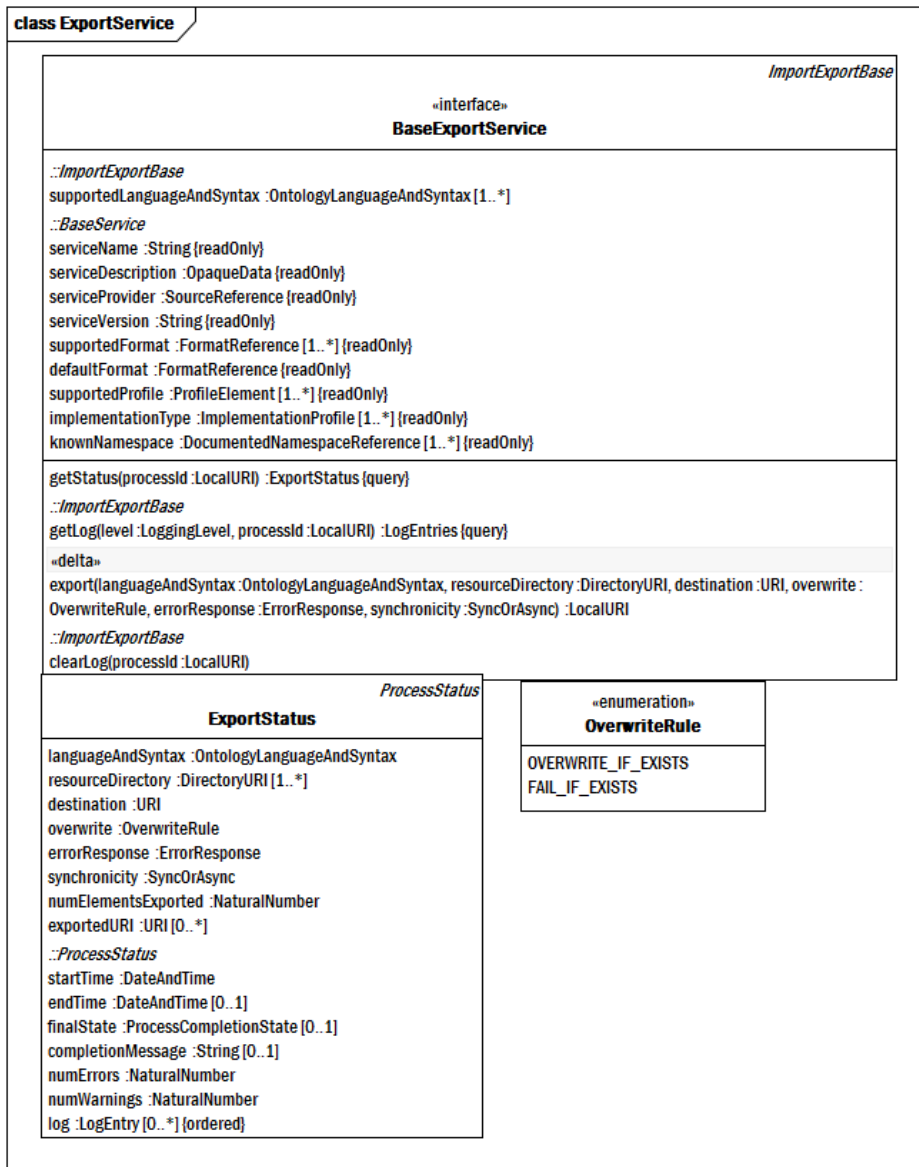 class ExportService
ImportExportBase
«interface»
BaseExportService
::ImportExportBase
supportedLanguageAndSyntax :OntologyLanguageAndSyntax [1..*]
::BaseService
serviceName :String {readOnly}
serviceDescription :OpaqueData {readOnly}
serviceProvider :SourceReference {readOnly}
serviceVersion :String {readOnly}
supportedFormat :FormatReference [1..*] {readOnly}
defaultFormat :FormatReference {readOnly}
supportedProfile :ProfileElement [1..*] {readOnly}
implementationType :ImplementationProfile [1..*] {readOnly}
knownNamespace :DocumentedNamespaceReference [1..*] {readOnly}
getStatus(processId :LocalURI) :ExportStatus {query}
::ImportExportBase
getLog(level :LoggingLevel, processId :LocalURI) :LogEntries {query}
«delta»
export(languageAndSyntax :OntologyLanguageAndSyntax, resourceDirectory :DirectoryURI, destination :URI, overwrite :
OverwriteRule, errorResponse :ErrorResponse, synchronicity :SyncOrAsync) :LocalURI
::ImportExportBase
clearLog(processId :LocalURI)
ProcessStatus
ExportStatus
languageAndSyntax :OntologyLanguageAndSyntax
resourceDirectory :DirectoryURI [1..*]
destination :URI
overwrite :OverwriteRule
errorResponse :ErrorResponse
synchronicity :SyncOrAsync
numElementsExported :NaturalNumber
exportedURI :URI [0..*]
::ProcessStatus
startTime :DateAndTime
endTime :DateAndTime [0..1]
finalState :ProcessCompletionState [0..1]
completionMessage :String [0..1]
numErrors :NaturalNumber
numWarnings :NaturalNumber
log :LogEntry [0..*] {ordered}
«enumeration»
OverwriteRule
OVERWRITE_IF_EXISTS
FAIL_IF_EXISTS